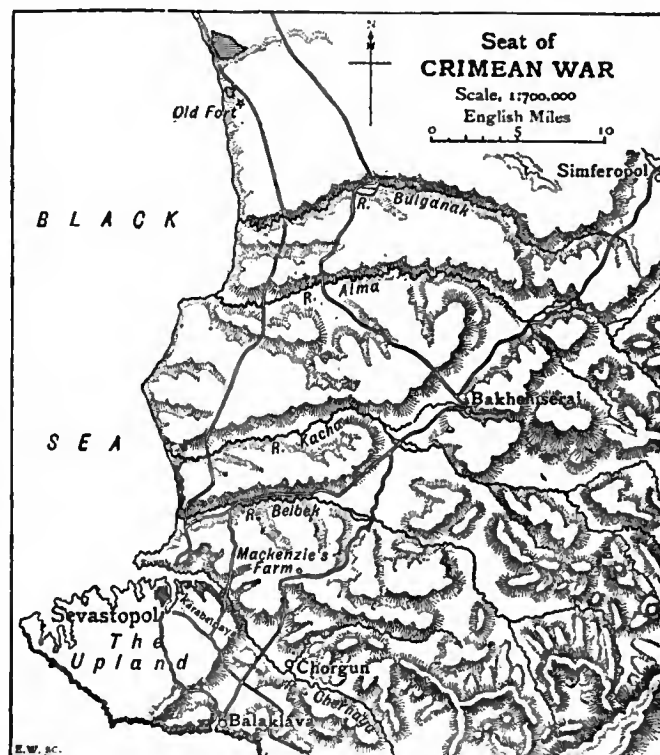 Seat of
CRIMEAN WAR
Scale, 1:700.000
English Miles
0 5 10
N
Old Fort
Simferopol
BLACK
R. Bulganak
R. Alma
Bakhchiserai
SEA
R. Kacha
R. Belbek
Mackenzie's
Farm
Sevastopol
Karabelnaya
The
Upland
Chorgun
Balaklava
E.W. sc.